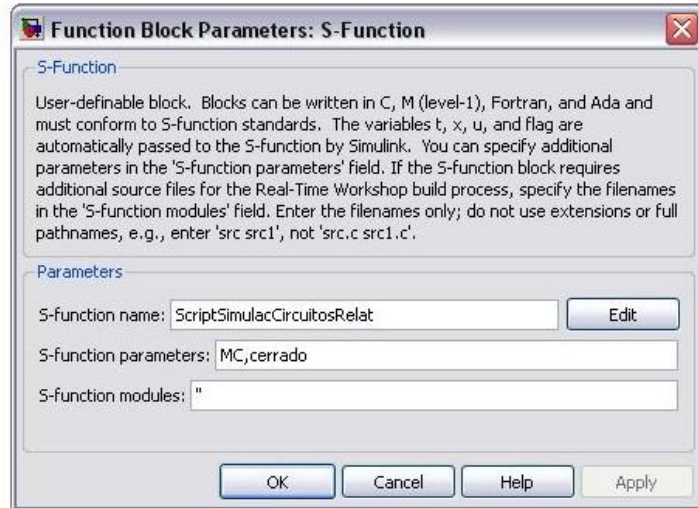 Function Block Parameters: S-Function
S-Function
User-definable block.  Blocks can be written in C, M (level-1), Fortran, and Ada and
must conform to S-function standards.  The variables t, x, u, and flag are
automatically passed to the S-function by Simulink.  You can specify additional
parameters in the 'S-function parameters' field. If the S-function block requires
additional source files for the Real-Time Workshop build process, specify the filenames
in the 'S-function modules' field. Enter the filenames only; do not use extensions or full
pathnames, e.g., enter 'src src1', not 'src.c src1.c'.
Parameters
S-function name: ScriptSimulacCircuitosRelat Edit
S-function parameters: MC,cerrado
S-function modules: ''
OK Cancel Help Apply